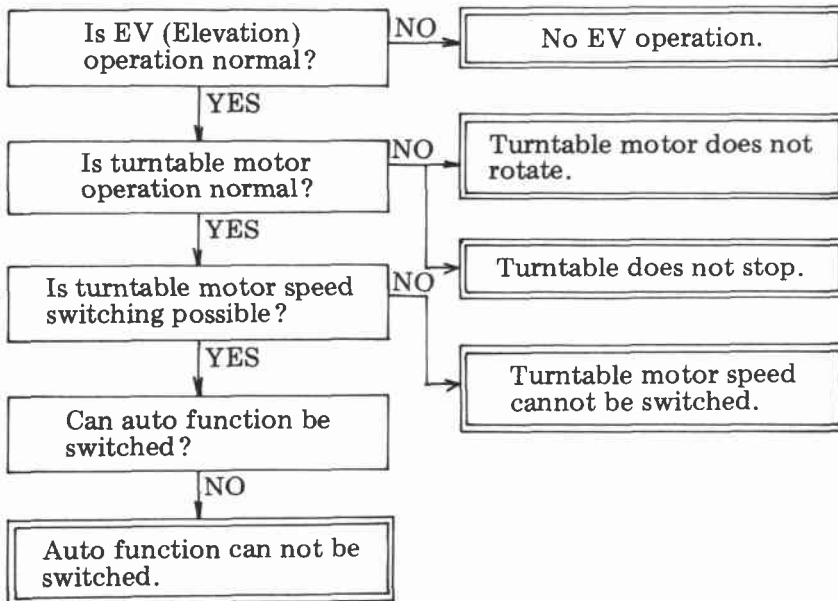 Is EV (Elevation)
operation normal?
NO
No EV operation.
YES
Is turntable motor
operation normal?
NO
Turntable motor does not
rotate.
YES
Turntable does not stop.
Is turntable motor speed
switching possible?
NO
YES
Turntable motor speed
cannot be switched.
Can auto function be
switched?
NO
Auto function can not be
switched.